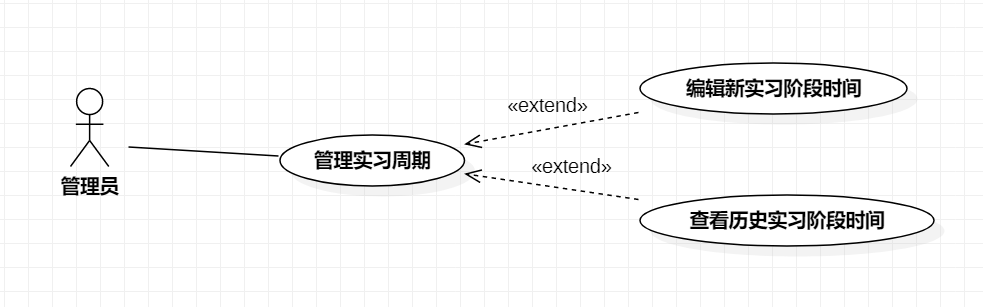 编辑新实习阶段时间
«extend»
管理实习周期
«extend»
管理员
查看历史实习阶段时间